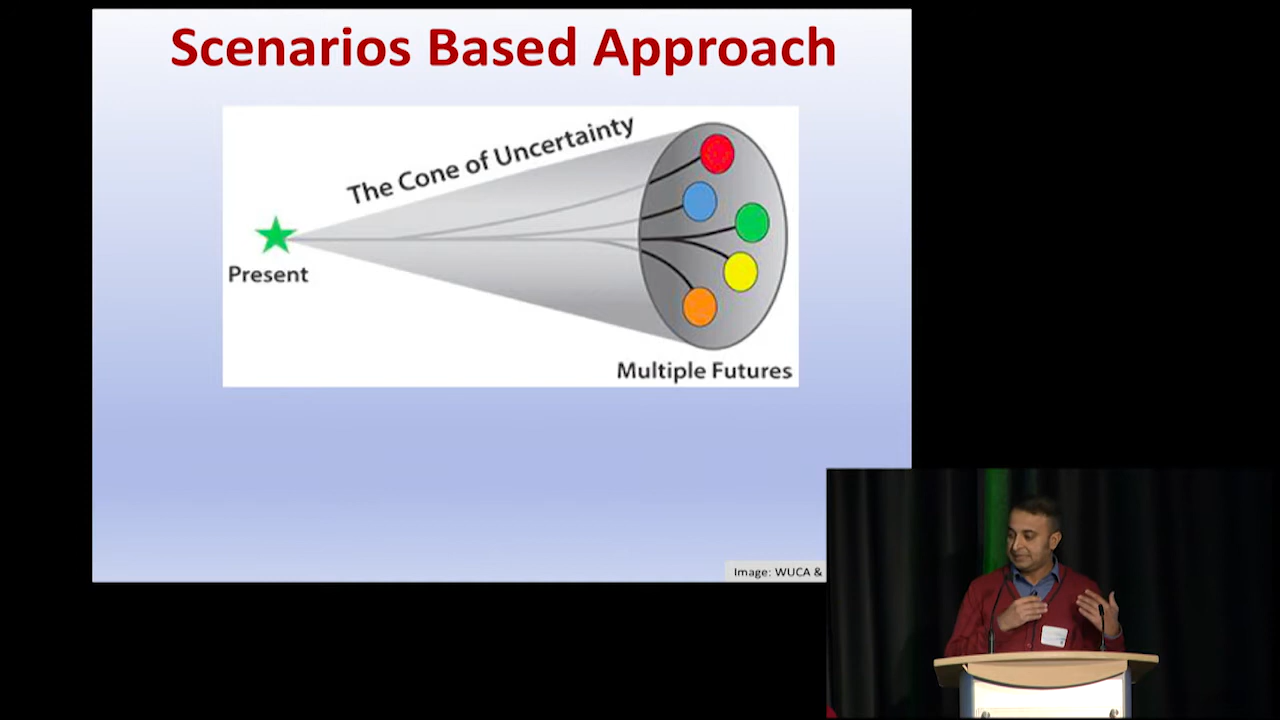 Scenarios Based Approach
The Cone of Uncertainty
Present
Multiple Futures
Image: WUCA &